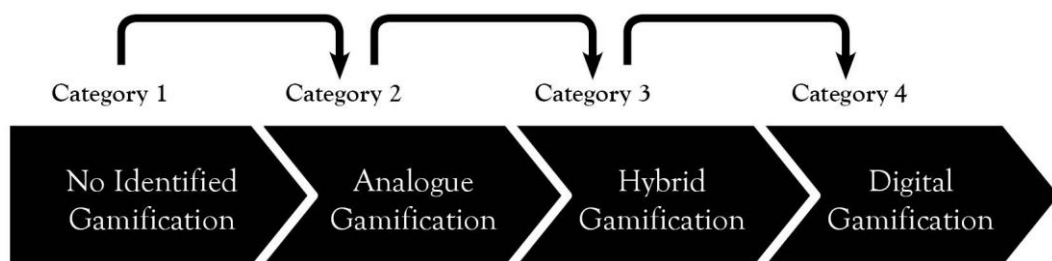 Category 1
Category 2
Category 3
Category 4
No Identified
Gamification
Analogue
Gamification
Hybrid
Gamification
Digital
Gamification